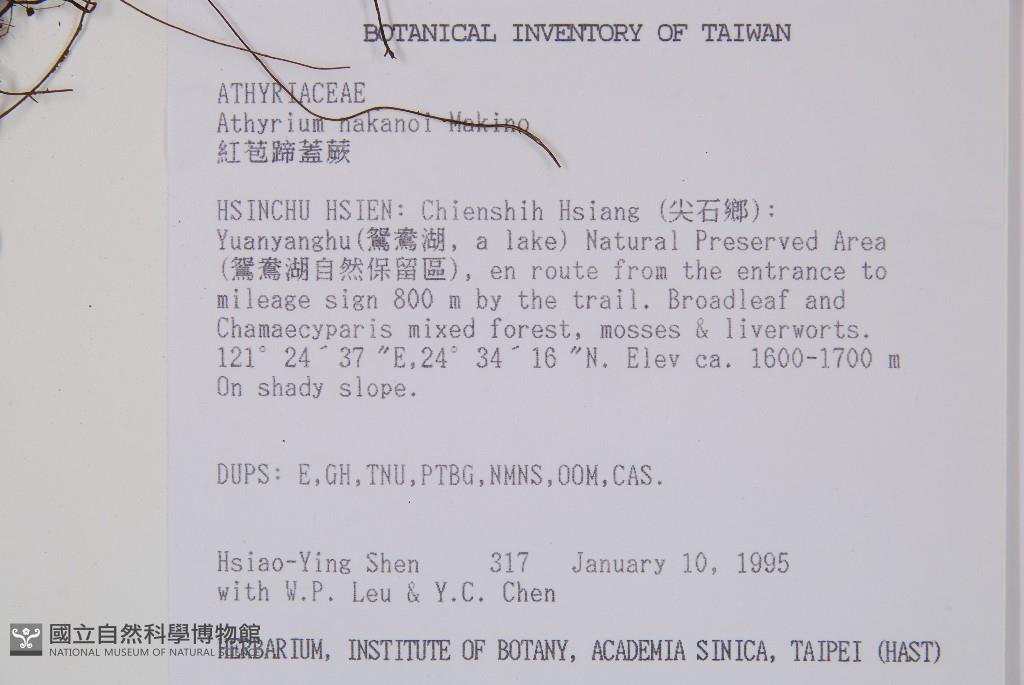 BOTANICAL INVENTORY OF TAIWAN
ATHYRIACEAE
Athyrium nakanoi Makino
紅苞蹄蓋蕨
HSINCHU HSIEN: Chienshih Hsiang (尖石鄉):
Yuanyanghu(鴛鴦湖, a lake) Natural Preserved Area
(鴛鴦湖自然保留區), en route from the entrance to
mileage sign 800 m by the trail. Broadleaf and
Chamaecyparis mixed forest, mosses & liverworts.
121° 24´37 ″E,24° 34´16 ″N. Elev ca. 1600-1700 m
On shady slope.
DUPS: E,GH,TNU,PTBG,NMNS,OOM,CAS.
Hsiao-Ying Shen 317 January 10, 1995
with W.P. Leu & Y.C. Chen
國立自然科學博物館
NATIONAL MUSEUM OF NATURAL
HERBARIUM, INSTITUTE OF BOTANY, ACADEMIA SINICA, TAIPEI (HAST)